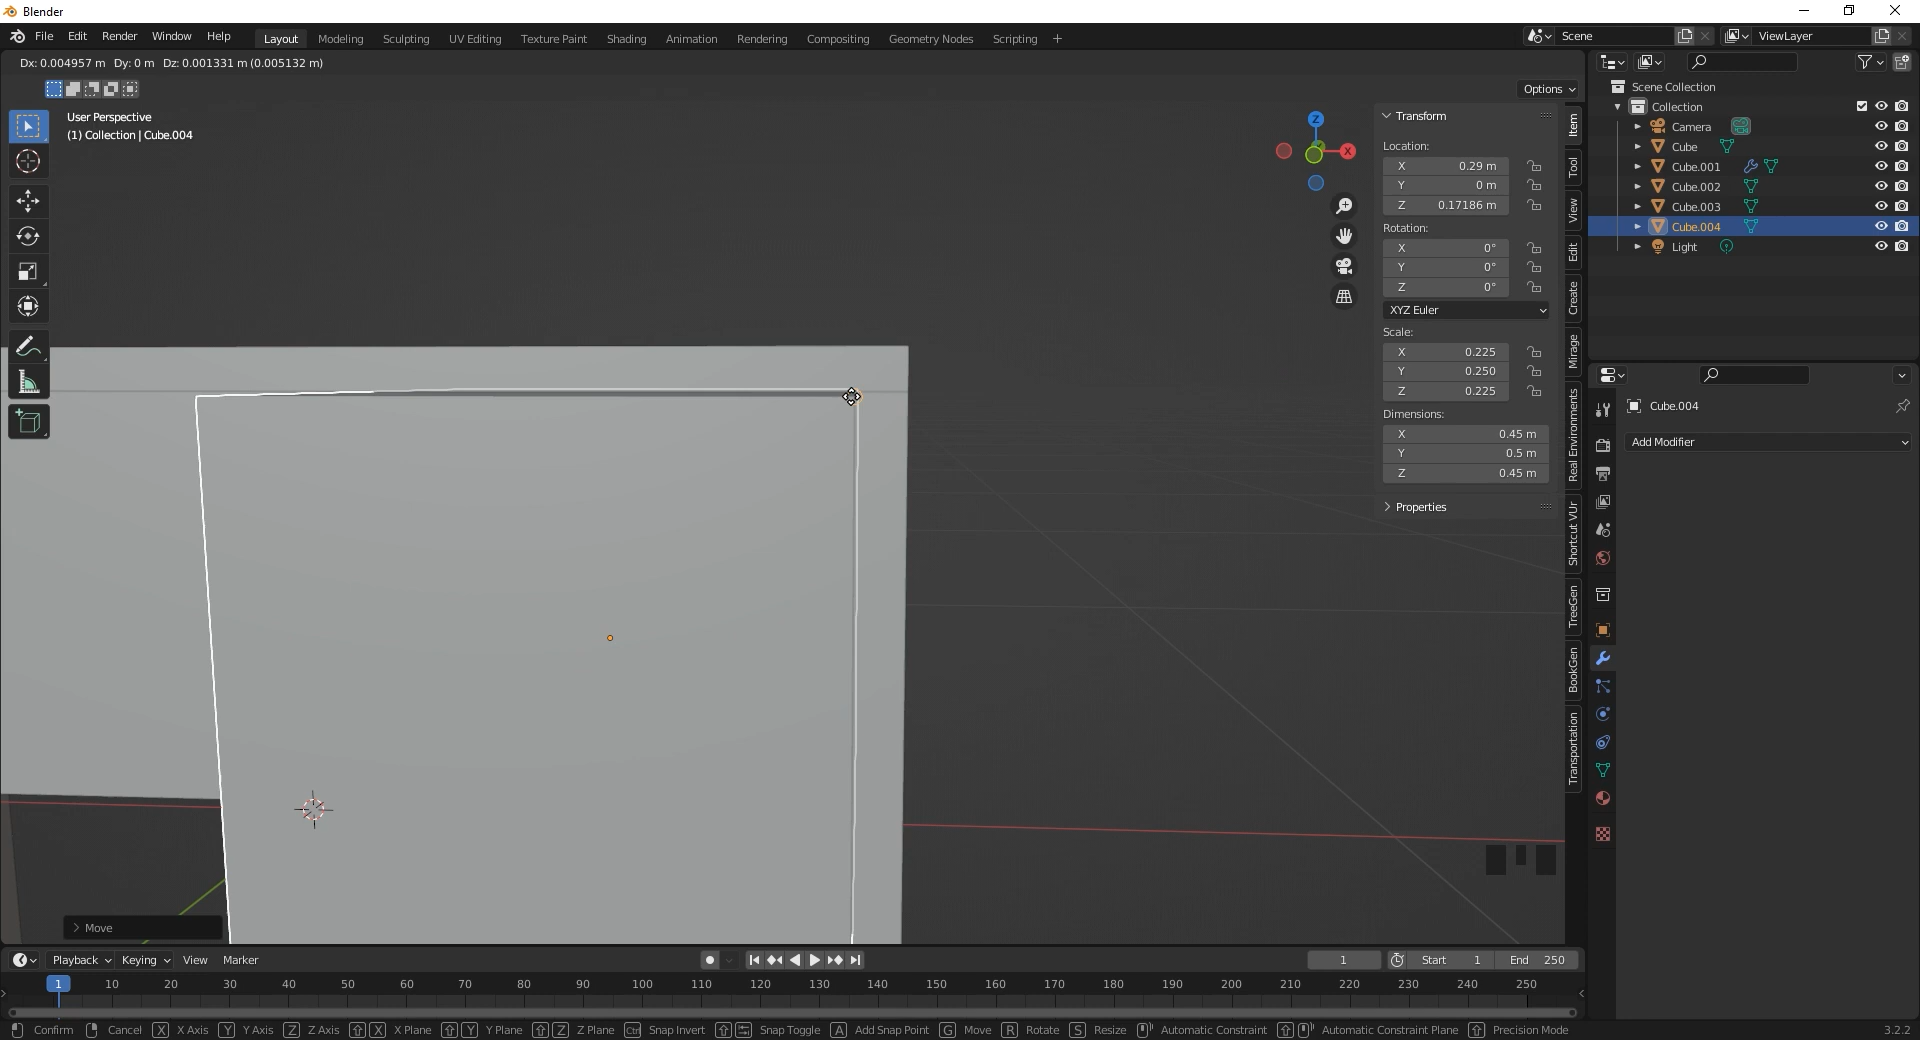 Blender
File Edit Render Window Help Layout Modeling Sculpting UV Editing Texture Paint Shading Animation Rendering Compositing Geometry Nodes Scripting + Scene ViewLayer
Dx: 0.004957 m Dy: 0 m Dz: 0.001331 m (0.005132 m)
Options
User Perspective
(1) Collection | Cube.004
Z
X
Transform
Location:
X 0.29 m
Y 0 m
Z 0.17186 m
Rotation:
X 0°
Y 0°
Z 0°
XYZ Euler
Scale:
X 0.225
Y 0.250
Z 0.225
Dimensions:
X 0.45 m
Y 0.5 m
Z 0.45 m
Properties
Item
Tool
View
Edit
Create
Mirage
Real Environments
Shortcut VUr
TreeGen
BookGen
Transportation
Scene Collection
Collection
Camera
Cube
Cube.001
Cube.002
Cube.003
Cube.004
Light
Cube.004
Add Modifier
Move
Playback Keying View Marker 1 Start 1 End 250
1 10 20 30 40 50 60 70 80 90 100 110 120 130 140 150 160 170 180 190 200 210 220 230 240 250
Confirm Cancel X X Axis Y Y Axis Z Z Axis X X Plane Y Y Plane Z Z Plane Ctrl Snap Invert Snap Toggle A Add Snap Point G Move R Rotate S Resize Automatic Constraint Automatic Constraint Plane Precision Mode 3.2.2